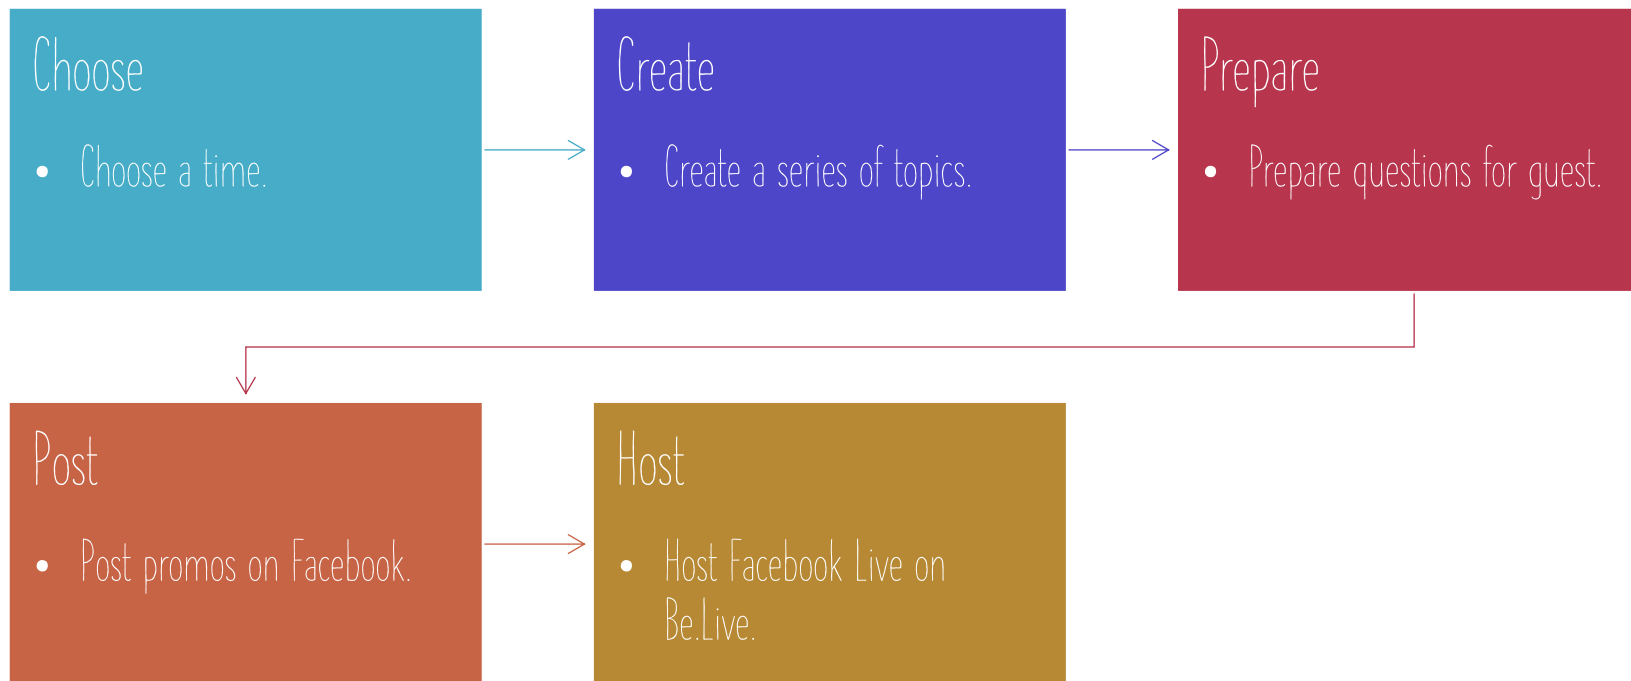 Choose
• Choose a time.
Create
• Create a series of topics.
Prepare
• Prepare questions for guest.
Post
• Post promos on Facebook.
Host
• Host Facebook Live on
Be.Live.